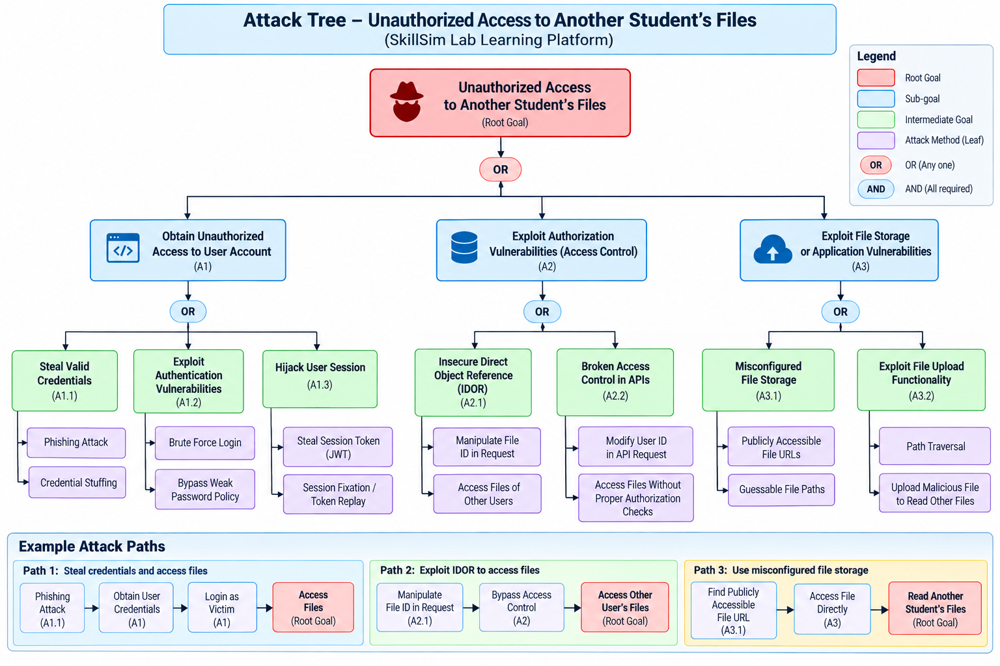 Attack Tree – Unauthorized Access to Another Student's Files
(SkillSim Lab Learning Platform)
Legend
Root Goal
Sub-goal
Intermediate Goal
Attack Method (Leaf)
OR
OR (Any one)
AND
AND (All required)
Unauthorized Access
to Another Student's Files
(Root Goal)
OR
Obtain Unauthorized
Access to User Account
(A1)
Exploit Authorization
Vulnerabilities (Access Control)
(A2)
Exploit File Storage
or Application Vulnerabilities
(A3)
OR
OR
OR
Steal Valid
Credentials
(A1.1)
Exploit
Authentication
Vulnerabilities
(A1.2)
Hijack User Session
(A1.3)
Insecure Direct
Object Reference
(IDOR)
(A2.1)
Broken Access
Control in APIs
(A2.2)
Misconfigured
File Storage
(A3.1)
Exploit File Upload
Functionality
(A3.2)
Phishing Attack
Credential Stuffing
Brute Force Login
Bypass Weak
Password Policy
Steal Session Token
(JWT)
Session Fixation /
Token Replay
Manipulate File
ID in Request
Access Files of
Other Users
Modify User ID
in API Request
Access Files Without
Proper Authorization
Checks
Publicly Accessible
File URLs
Guessable File Paths
Path Traversal
Upload Malicious File
to Read Other Files
Example Attack Paths
Path 1: Steal credentials and access files
Phishing
Attack
(A1.1)
Obtain User
Credentials
(A1)
Login as
Victim
(A1)
Access
Files
(Root Goal)
Path 2: Exploit IDOR to access files
Manipulate
File ID in Request
(A2.1)
Bypass Access
Control
(A2)
Access Other
User's Files
(Root Goal)
Path 3: Use misconfigured file storage
Find Publicly
Accessible
File URL
(A3.1)
Access File
Directly
(A3)
Read Another
Student's Files
(Root Goal)